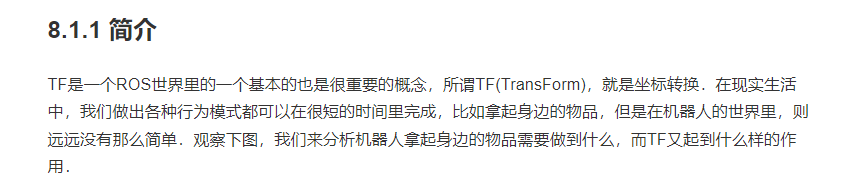 8.1.1 简介
TF是一个ROS世界里的一个基本的也是很重要的概念，所谓TF(TransForm)，就是坐标转换．在现实生活
中，我们做出各种行为模式都可以在很短的时间里完成，比如拿起身边的物品，但是在机器人的世界里，则
远远没有那么简单．观察下图，我们来分析机器人拿起身边的物品需要做到什么，而TF又起到什么样的作
用．